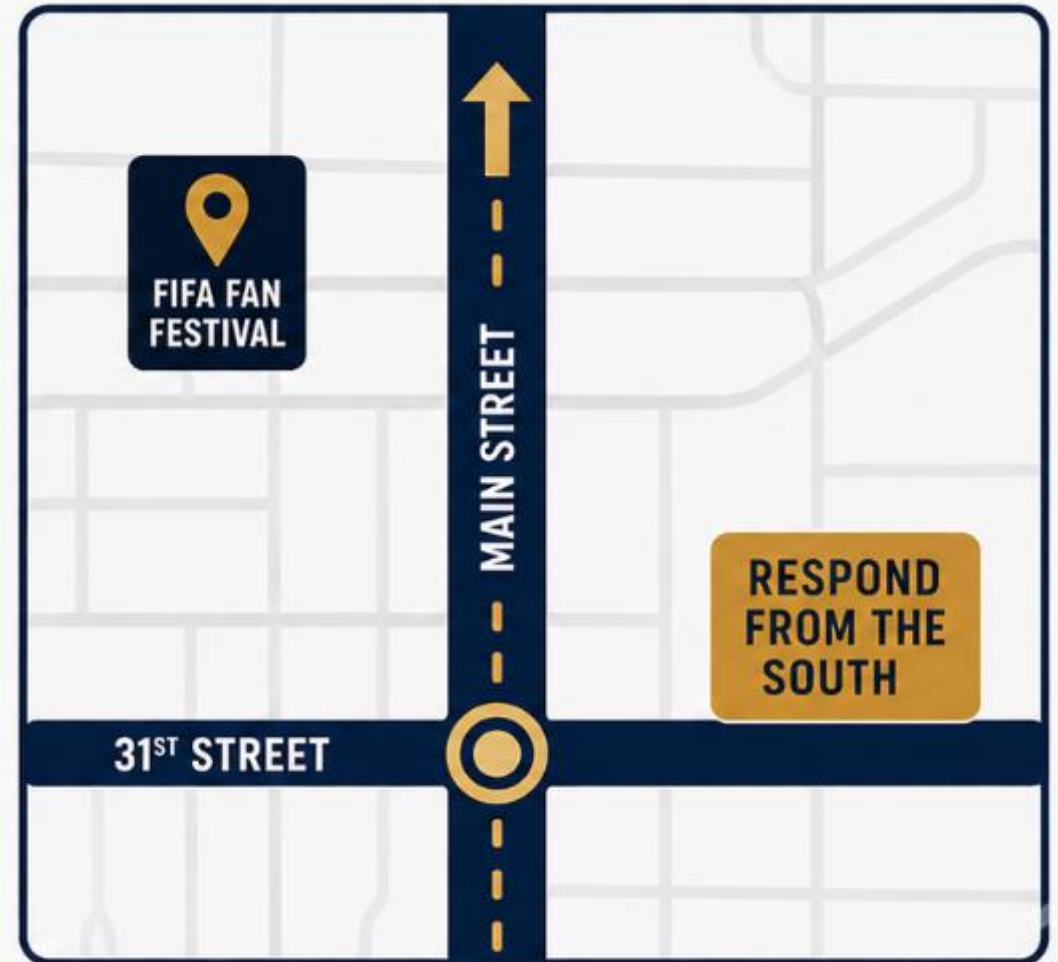 FIFA FAN
FESTIVAL
MAIN STREET
RESPOND
FROM THE
SOUTH
31ST STREET